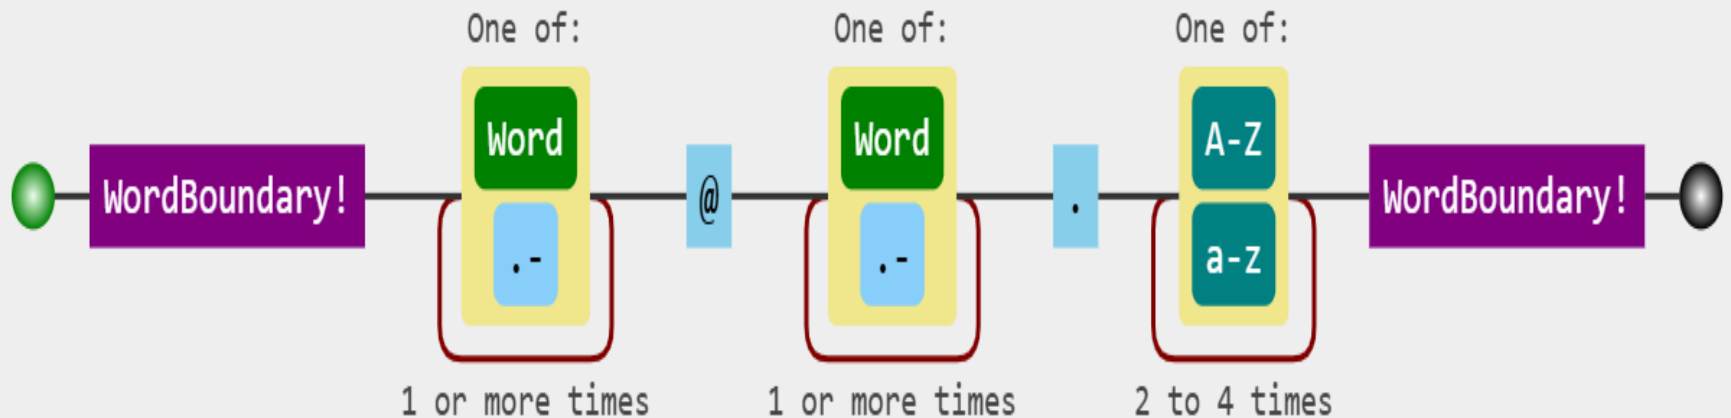 One of: One of: One of:
Word Word A-Z
WordBoundary! @ . WordBoundary!
.- .- a-z
1 or more times 1 or more times 2 to 4 times